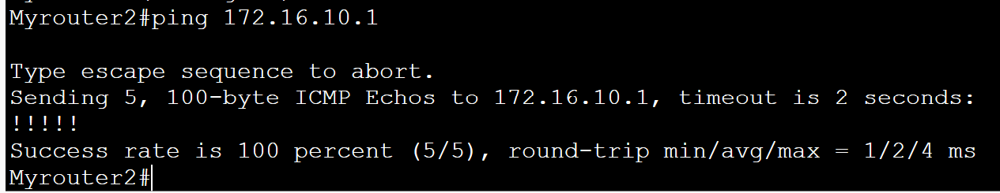 Myrouter2#ping 172.16.10.1
Type escape sequence to abort.
Sending 5, 100-byte ICMP Echos to 172.16.10.1, timeout is 2 seconds:
!!!!!
Success rate is 100 percent (5/5), round-trip min/avg/max = 1/2/4 ms
Myrouter2#